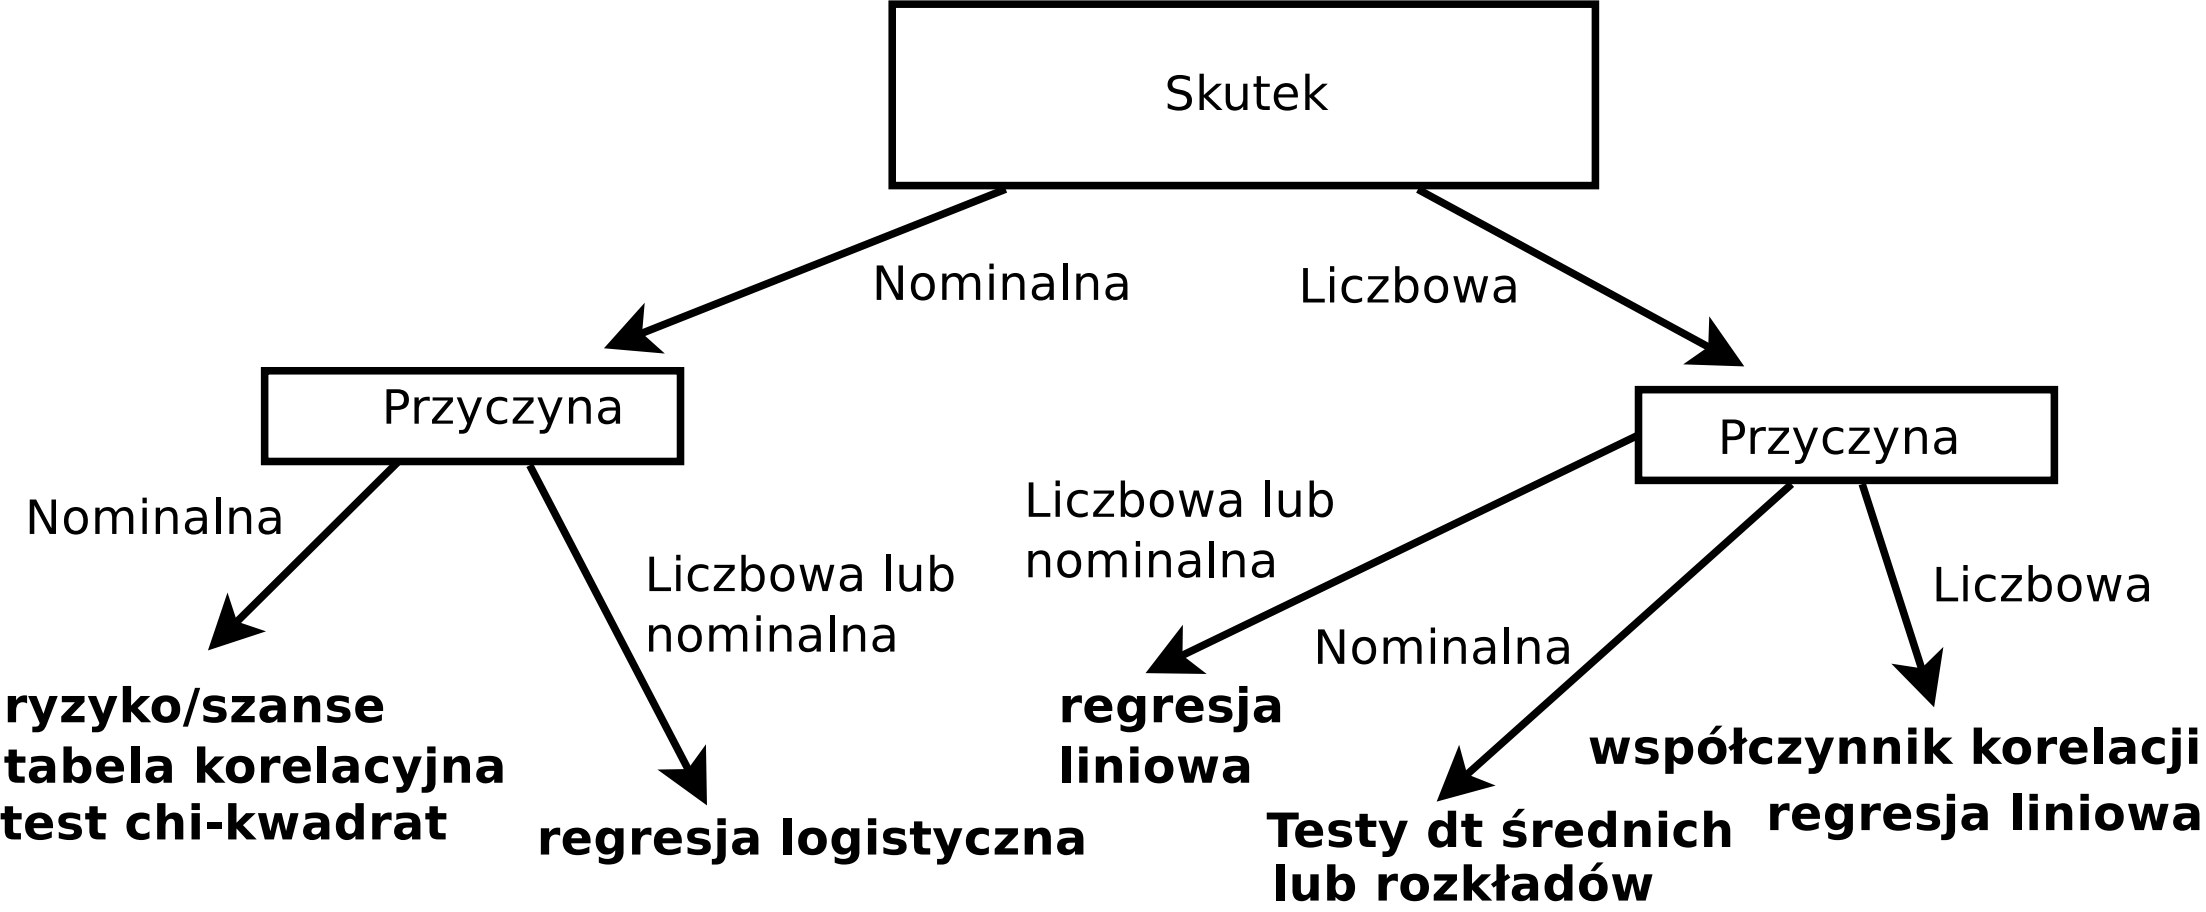 Skutek
Nominalna
Liczbowa
Przyczyna
Przyczyna
Nominalna
Liczbowa lub
nominalna
Liczbowa lub
nominalna
Nominalna
Liczbowa
ryzyko/szanse
tabela korelacyjna
test chi-kwadrat
regresja logistyczna
regresja
liniowa
Testy dt średnich
lub rozkładów
współczynnik korelacji
regresja liniowa